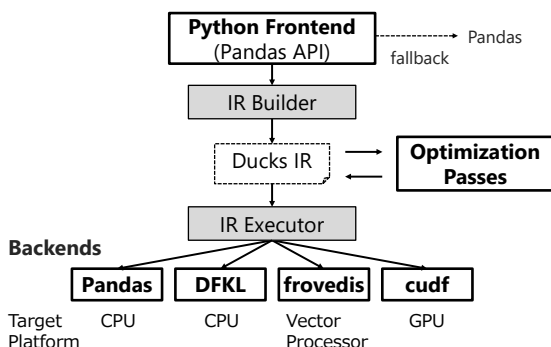 Python Frontend
(Pandas API)
Pandas
fallback
IR Builder
Ducks IR
Optimization
Passes
IR Executor
Backends
Pandas DFKL frovedis cudf
Target CPU CPU Vector GPU
Platform Processor